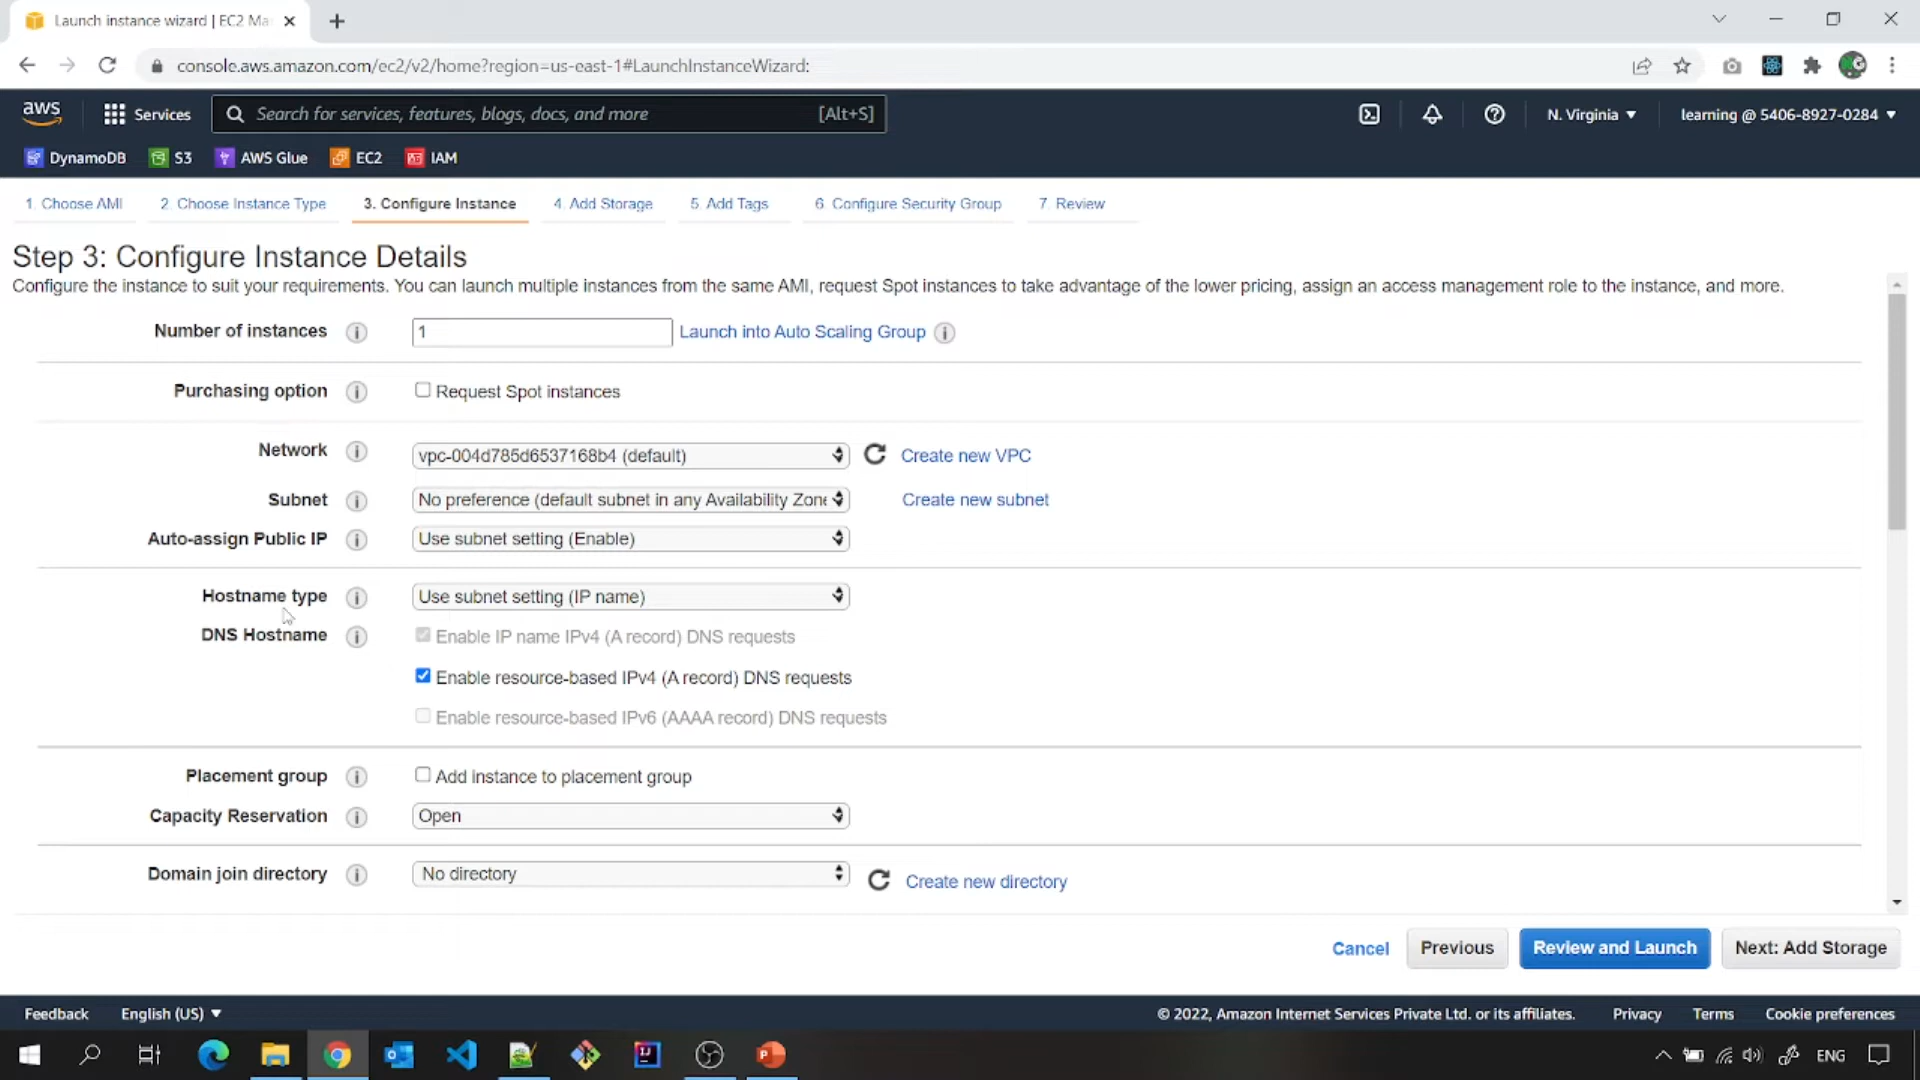 Launch instance wizard | EC2 Ma
console.aws.amazon.com/ec2/v2/home?region=us-east-1#LaunchInstanceWizard:
aws
Services
Search for services, features, blogs, docs, and more
[Alt+S]
N. Virginia
learning @ 5406-8927-0284
DynamoDB
S3
AWS Glue
EC2
IAM
1. Choose AMI
2. Choose Instance Type
3. Configure Instance
4. Add Storage
5. Add Tags
6. Configure Security Group
7. Review
Step 3: Configure Instance Details
Configure the instance to suit your requirements. You can launch multiple instances from the same AMI, request Spot instances to take advantage of the lower pricing, assign an access management role to the instance, and more.
Number of instances
1
Launch into Auto Scaling Group
Purchasing option
Request Spot instances
Network
vpc-004d785d6537168b4 (default)
Create new VPC
Subnet
No preference (default subnet in any Availability Zone
Create new subnet
Auto-assign Public IP
Use subnet setting (Enable)
Hostname type
Use subnet setting (IP name)
DNS Hostname
Enable IP name IPv4 (A record) DNS requests
Enable resource-based IPv4 (A record) DNS requests
Enable resource-based IPv6 (AAAA record) DNS requests
Placement group
Add instance to placement group
Capacity Reservation
Open
Domain join directory
No directory
Create new directory
Cancel
Previous
Review and Launch
Next: Add Storage
Feedback
English (US)
© 2022, Amazon Internet Services Private Ltd. or its affiliates.
Privacy
Terms
Cookie preferences
ENG